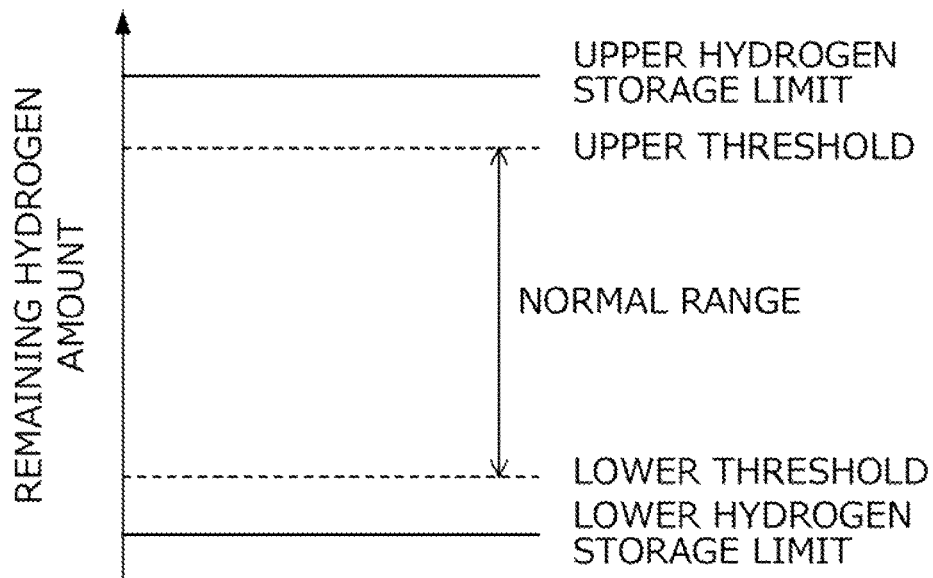 REMAINING HYDROGEN
AMOUNT
UPPER HYDROGEN
STORAGE LIMIT
UPPER THRESHOLD
NORMAL RANGE
LOWER THRESHOLD
LOWER HYDROGEN
STORAGE LIMIT